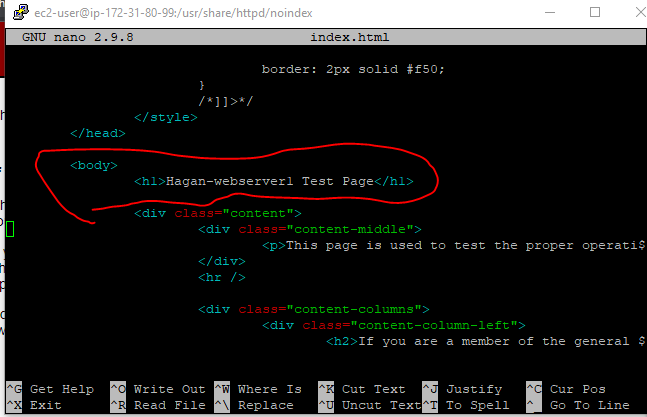 ec2-user@ip-172-31-80-99:/usr/share/httpd/noindex
GNU nano 2.9.8 index.html
border: 2px solid #f50;
}
/*]]>*/
</style>
</head>
<body>
<h1>Hagan-webserver1 Test Page</h1>
<div class="content">
<div class="content-middle">
<p>This page is used to test the proper operati$
</div>
<hr />
<div class="content-columns">
<div class="content-column-left">
<h2>If you are a member of the general $
^G Get Help ^O Write Out ^W Where Is ^K Cut Text ^J Justify ^C Cur Pos
^X Exit ^R Read File ^\ Replace ^U Uncut Text ^T To Spell ^_ Go To Line